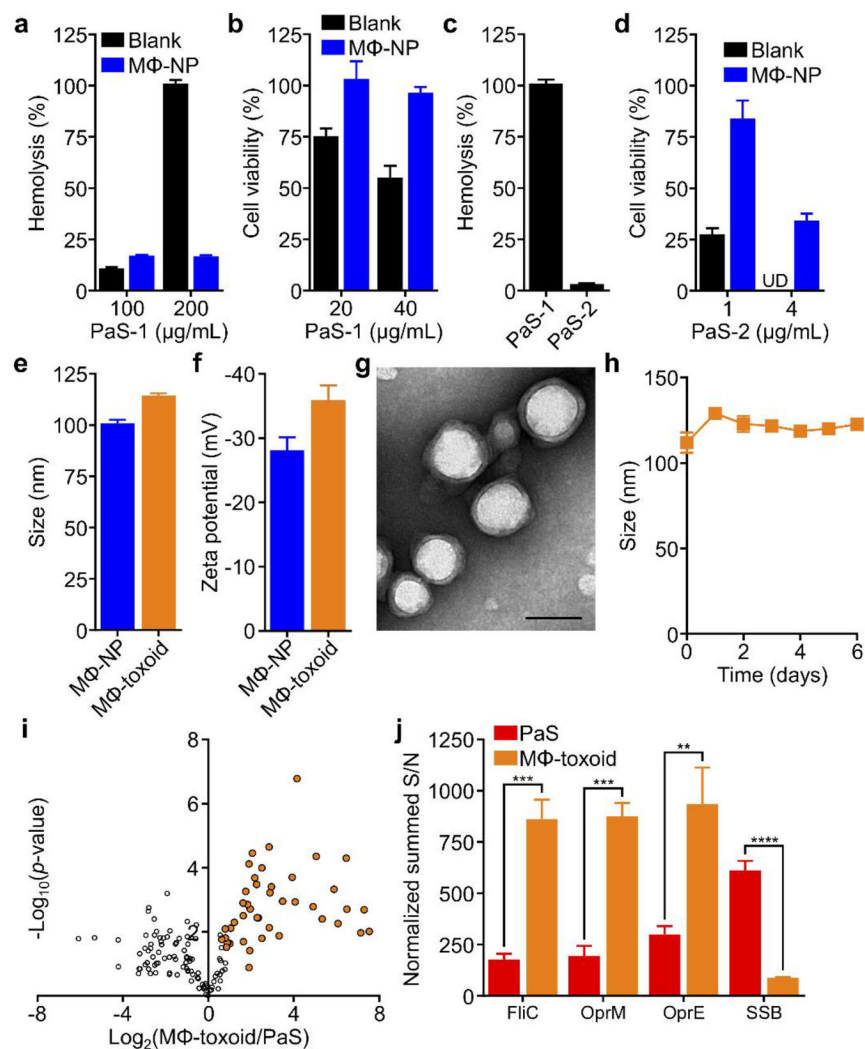 a
125
100
75
50
25
0
Hemolysis (%)
Blank
MΦ-NP
100
200
PaS-1 (µg/mL)
b
125
100
75
50
25
0
Cell viability (%)
Blank
MΦ-NP
20
40
PaS-1 (µg/mL)
c
125
100
75
50
25
0
Hemolysis (%)
PaS-1
PaS-2
d
125
100
75
50
25
0
Cell viability (%)
Blank
MΦ-NP
UD
1
4
PaS-2 (µg/mL)
e
125
100
75
50
25
0
Size (nm)
MΦ-NP
MΦ-toxoid
f
-40
-30
-20
-10
0
Zeta potential (mV)
MΦ-NP
MΦ-toxoid
g
h
150
100
50
0
Size (nm)
0
2
4
6
Time (days)
i
8
6
4
2
0
-Log10(p-value)
-8
-4
0
4
8
Log2(MΦ-toxoid/PaS)
j
PaS
MΦ-toxoid
1250
1000
750
500
250
0
Normalized summed S/N
***
***
**
****
FliC
OprM
OprE
SSB